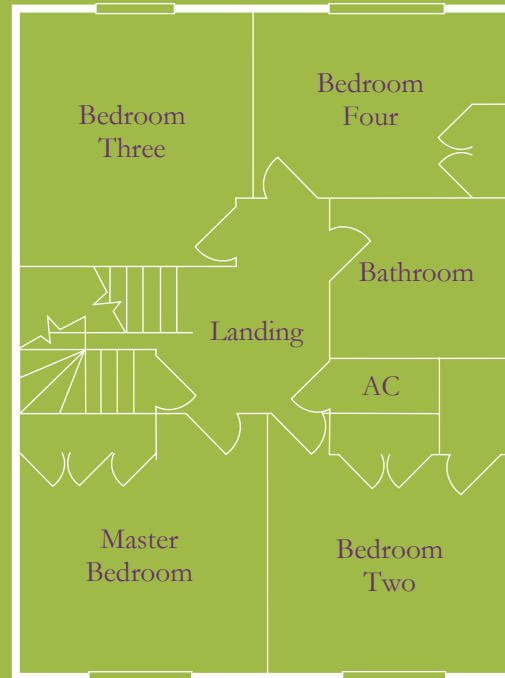 Bedroom
Three
Bedroom
Four
Bathroom
Landing
AC
Master
Bedroom
Bedroom
Two